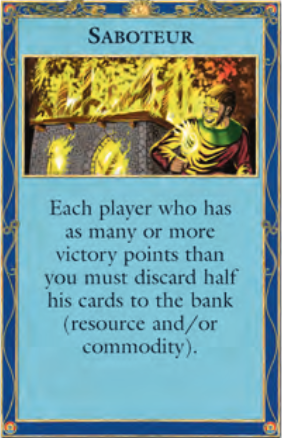 SABOTEUR
Each player who has
as many or more
victory points than
you must discard half
his cards to the bank
(resource and/or
commodity).